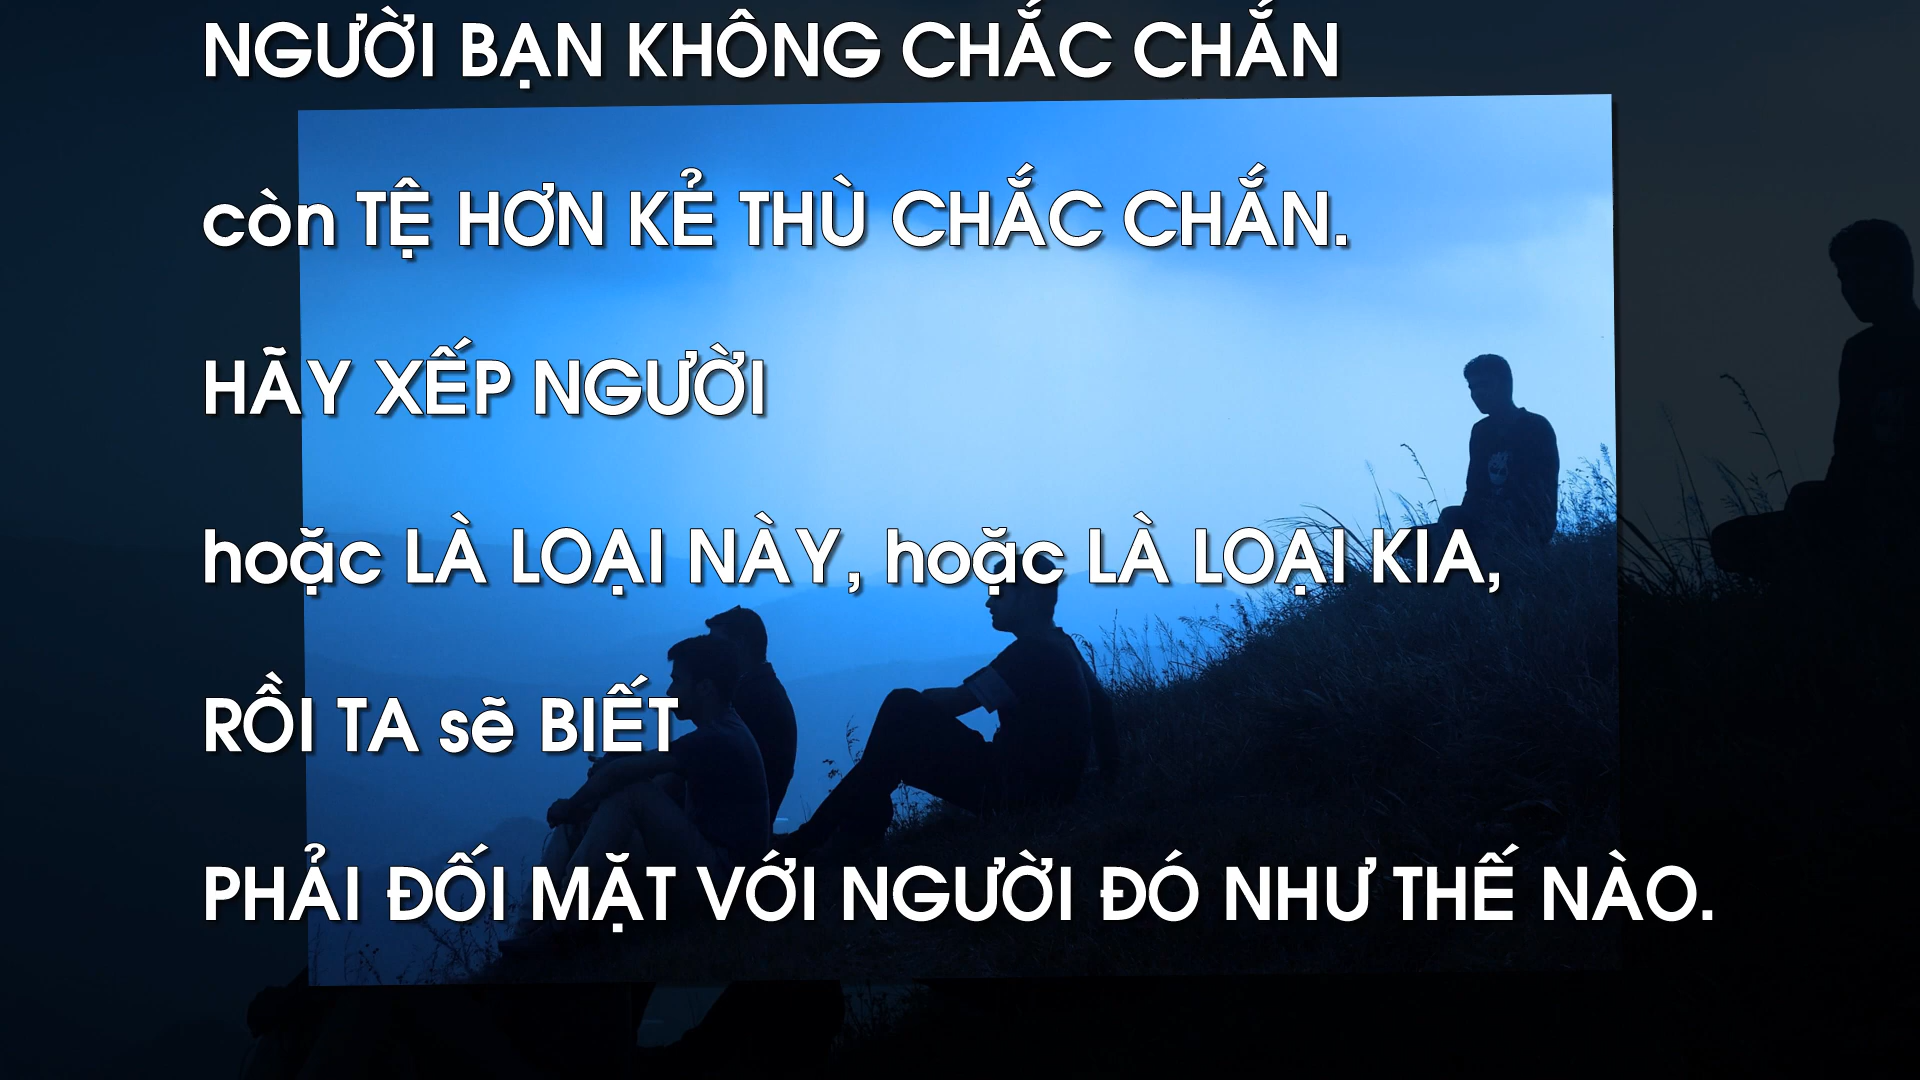 NGƯỜI BẠN KHÔNG CHẮC CHẮN
còn TỆ HƠN KẺ THÙ CHẮC CHẮN.
HÃY XẾP NGƯỜI
hoặc LÀ LOẠI NÀY, hoặc LÀ LOẠI KIA,
RỒI TA sẽ BIẾT
PHẢI ĐỐI MẶT VỚI NGƯỜI ĐÓ NHƯ THẾ NÀO.